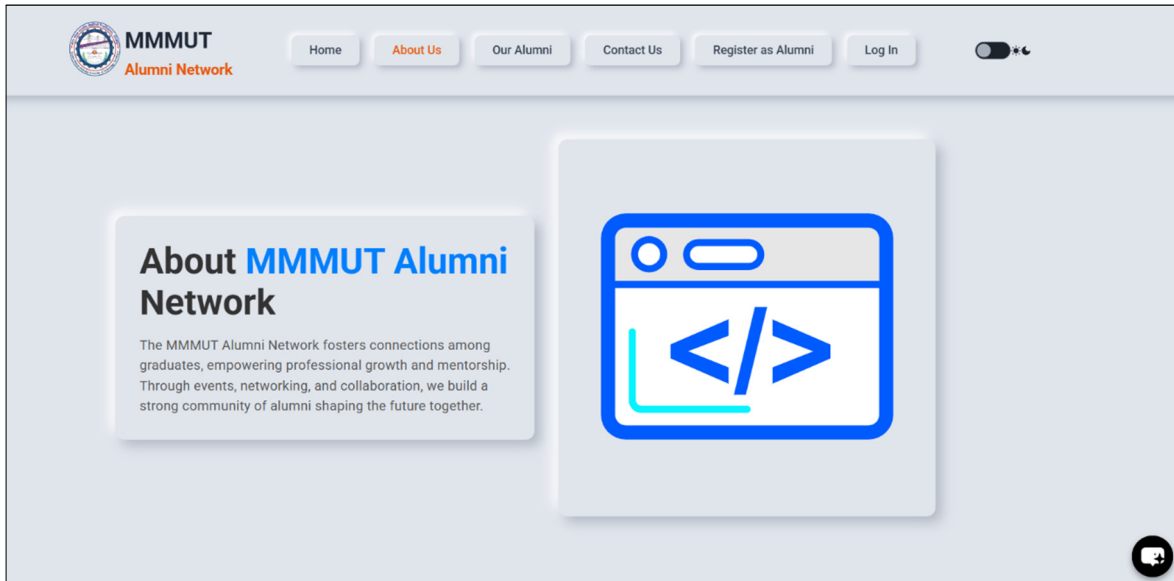 MMMUT
Alumni Network
Home
About Us
Our Alumni
Contact Us
Register as Alumni
Log In
About MMMUT Alumni
Network
The MMMUT Alumni Network fosters connections among
graduates, empowering professional growth and mentorship.
Through events, networking, and collaboration, we build a
strong community of alumni shaping the future together.